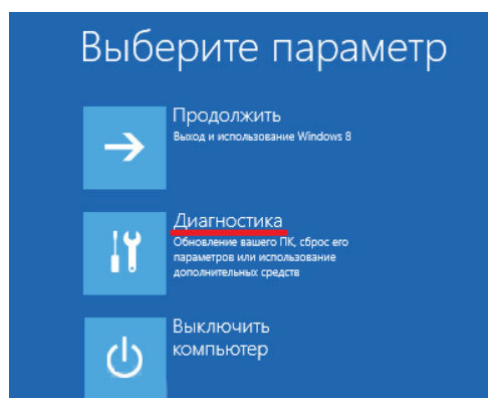 Выберите параметр
Продолжить
Выход и использование Windows 8
Диагностика
Обновление вашего ПК, сброс его
параметров или использование
дополнительных средств
Выключить
компьютер